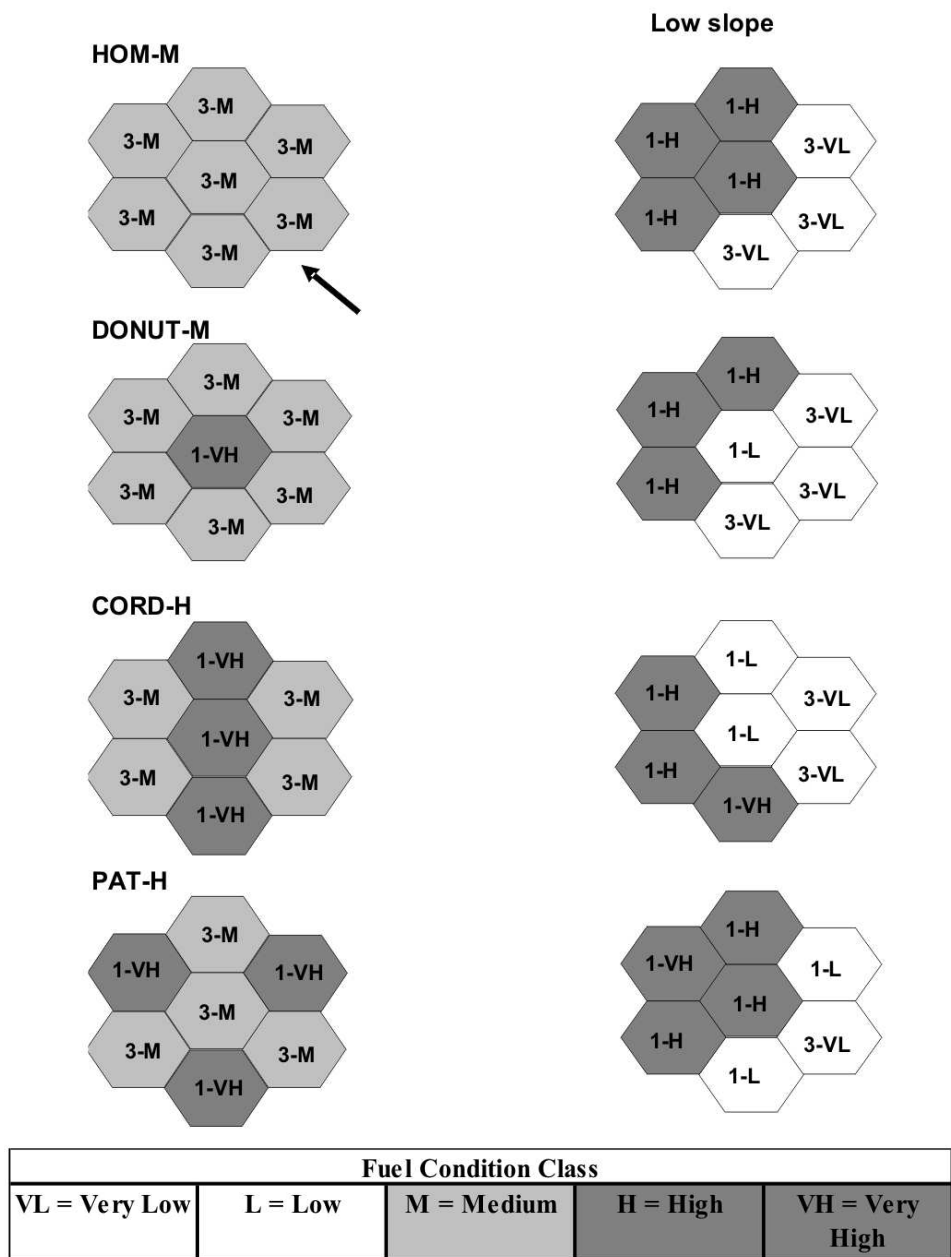 Low slope
HOM-M
3-M
3-M
3-M
3-M
3-M
3-M
3-M
1-H
1-H
3-VL
1-H
1-H
3-VL
3-VL
DONUT-M
3-M
3-M
3-M
1-VH
3-M
3-M
3-M
1-H
1-H
3-VL
1-L
1-H
3-VL
3-VL
CORD-H
1-VH
3-M
3-M
1-VH
3-M
3-M
1-VH
1-L
1-H
3-VL
1-L
1-H
3-VL
1-VH
PAT-H
3-M
1-VH
1-VH
3-M
3-M
3-M
1-VH
1-H
1-VH
1-L
1-H
1-H
3-VL
1-L
Fuel Condition Class
VL = Very Low
L = Low
M = Medium
H = High
VH = Very
High